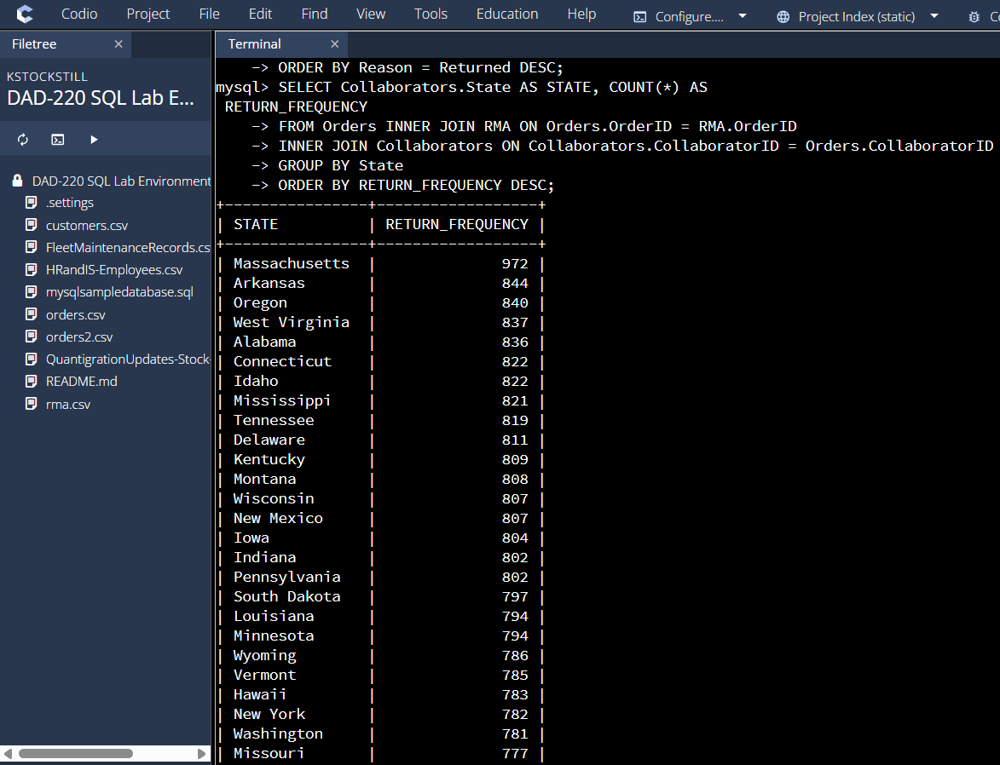 Codio Project File Edit Find View Tools Education Help Configure.... Project Index (static)
Filetree ×
KSTOCKSTILL
DAD-220 SQL Lab E...
DAD-220 SQL Lab Environment
.settings
customers.csv
FleetMaintenanceRecords.cs
HRandIS-Employees.csv
mysqlsampledatabase.sql
orders.csv
orders2.csv
QuantigrationUpdates-Stock
README.md
rma.csv
Terminal ×
-> ORDER BY Reason = Returned DESC;
mysql> SELECT Collaborators.State AS STATE, COUNT(*) AS
RETURN_FREQUENCY
-> FROM Orders INNER JOIN RMA ON Orders.OrderID = RMA.OrderID
-> INNER JOIN Collaborators ON Collaborators.CollaboratorID = Orders.CollaboratorID
-> GROUP BY State
-> ORDER BY RETURN_FREQUENCY DESC;
+----------------+------------------+
| STATE | RETURN_FREQUENCY |
+----------------+------------------+
| Massachusetts | 972 |
| Arkansas | 844 |
| Oregon | 840 |
| West Virginia | 837 |
| Alabama | 836 |
| Connecticut | 822 |
| Idaho | 822 |
| Mississippi | 821 |
| Tennessee | 819 |
| Delaware | 811 |
| Kentucky | 809 |
| Montana | 808 |
| Wisconsin | 807 |
| New Mexico | 807 |
| Iowa | 804 |
| Indiana | 802 |
| Pennsylvania | 802 |
| South Dakota | 797 |
| Louisiana | 794 |
| Minnesota | 794 |
| Wyoming | 786 |
| Vermont | 785 |
| Hawaii | 783 |
| New York | 782 |
| Washington | 781 |
| Missouri | 777 |